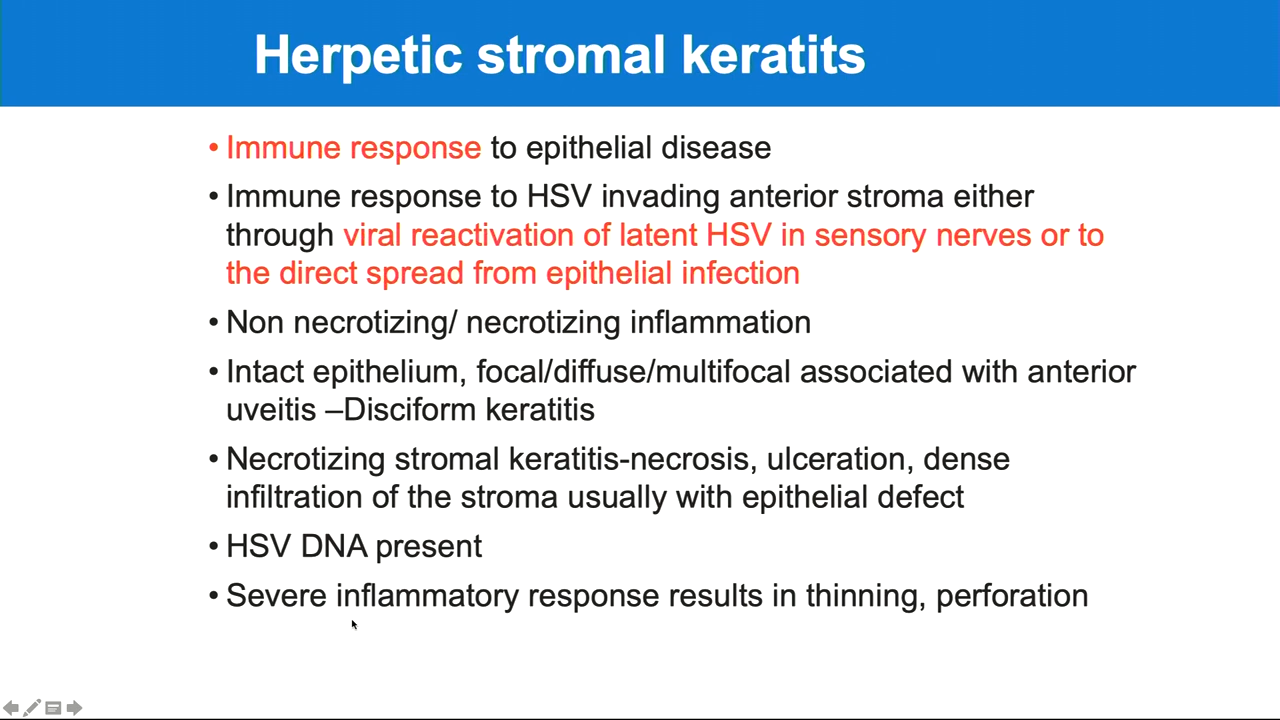 Herpetic stromal keratits
• Immune response to epithelial disease
• Immune response to HSV invading anterior stroma either
through viral reactivation of latent HSV in sensory nerves or to
the direct spread from epithelial infection
• Non necrotizing/ necrotizing inflammation
• Intact epithelium, focal/diffuse/multifocal associated with anterior
uveitis –Disciform keratitis
• Necrotizing stromal keratitis-necrosis, ulceration, dense
infiltration of the stroma usually with epithelial defect
• HSV DNA present
• Severe inflammatory response results in thinning, perforation